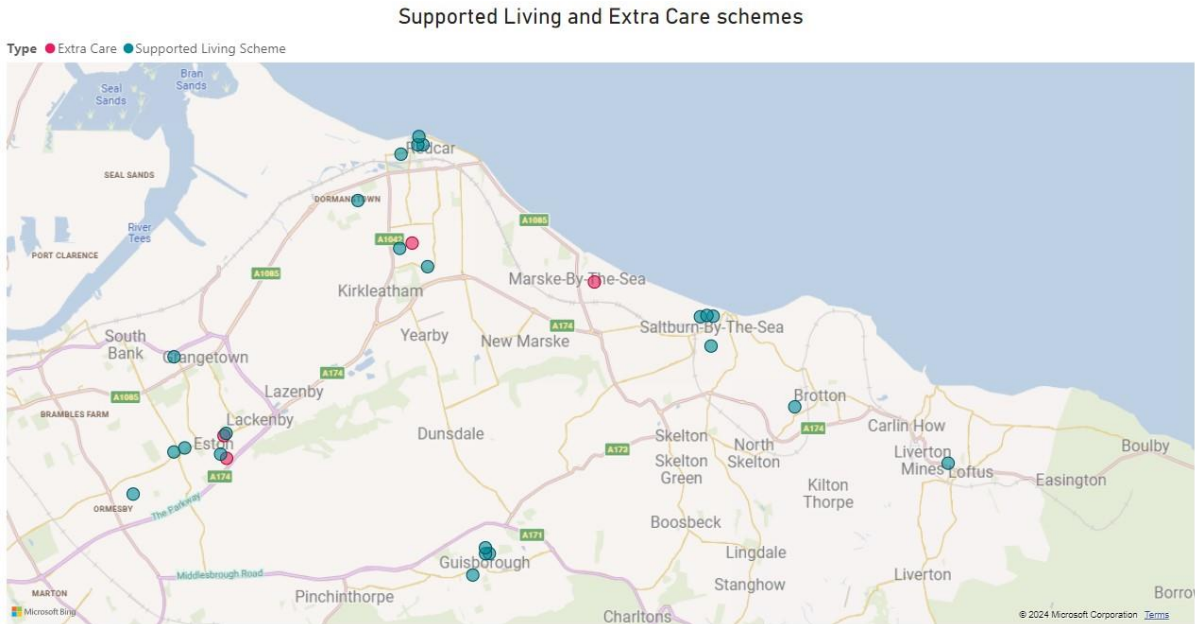 Supported Living and Extra Care schemes
Type Extra Care Supported Living Scheme
Bran
Sands
Seal
Sands
Redcar
SEAL SANDS
DORMANSTOWN
A1085
River
Tees
A1042
PORT CLARENCE
A1085
Marske-By-The-Sea
Kirkleatham
A174
Saltburn-By-The-Sea
South
Bank
Yearby
New Marske
Grangetown
A174
Lazenby
A1085
Brotton
BRAMBLES FARM
Lackenby
Carlin How
A174
Dunsdale
Skelton
Eston
North
Skelton
A173
Boulby
Liverton
Mines
Skelton
Green
Loftus
A174
Easington
Kilton
Thorpe
ORMESBY
The Parkway
Boosbeck
A171
Lingdale
Guisborough
Middlesbrough Road
Liverton
Stanghow
MARTON
Pinchinthorpe
Borro
Microsoft Bing
Charltons
© 2024 Microsoft Corporation Terms